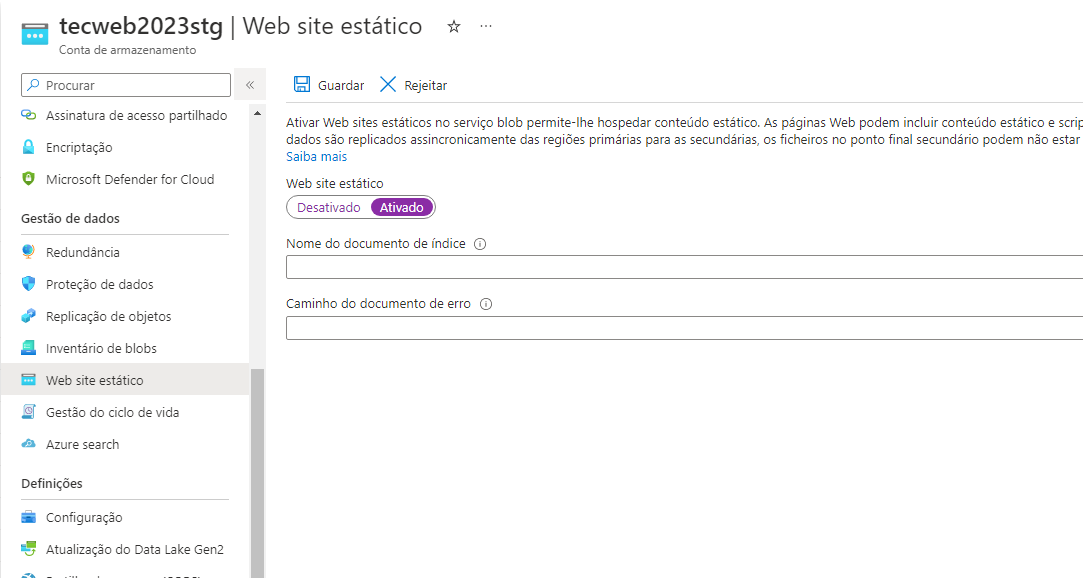 tecweb2023stg | Web site estático
Conta de armazenamento
Procurar
Assinatura de acesso partilhado
Encriptação
Microsoft Defender for Cloud
Gestão de dados
Redundância
Proteção de dados
Replicação de objetos
Inventário de blobs
Web site estático
Gestão do ciclo de vida
Azure search
Definições
Configuração
Atualização do Data Lake Gen2
Guardar Rejeitar
Ativar Web sites estáticos no serviço blob permite-lhe hospedar conteúdo estático. As páginas Web podem incluir conteúdo estático e scrip
dados são replicados assincronicamente das regiões primárias para as secundárias, os ficheiros no ponto final secundário podem não estar
Saiba mais
Web site estático
Desativado Ativado
Nome do documento de índice
Caminho do documento de erro